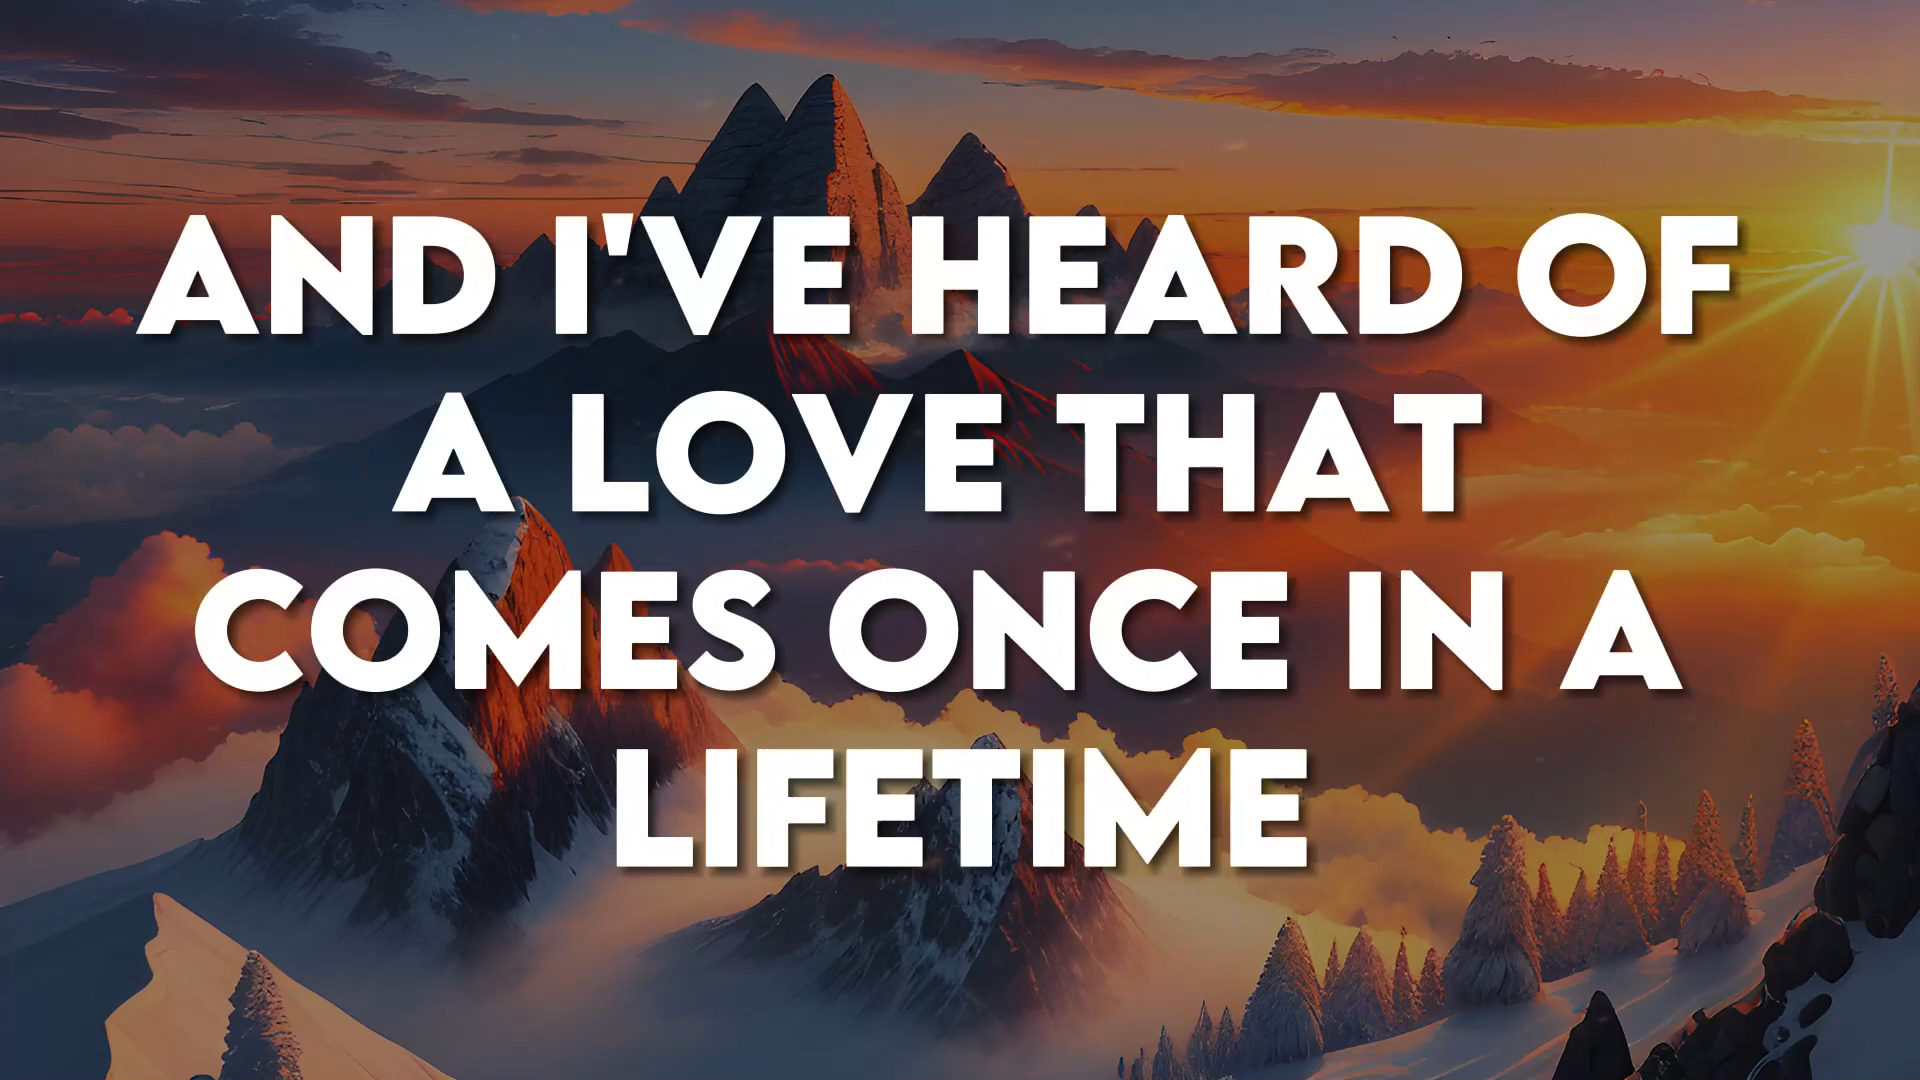 AND I'VE HEARD OF
A LOVE THAT
COMES ONCE IN A
LIFETIME